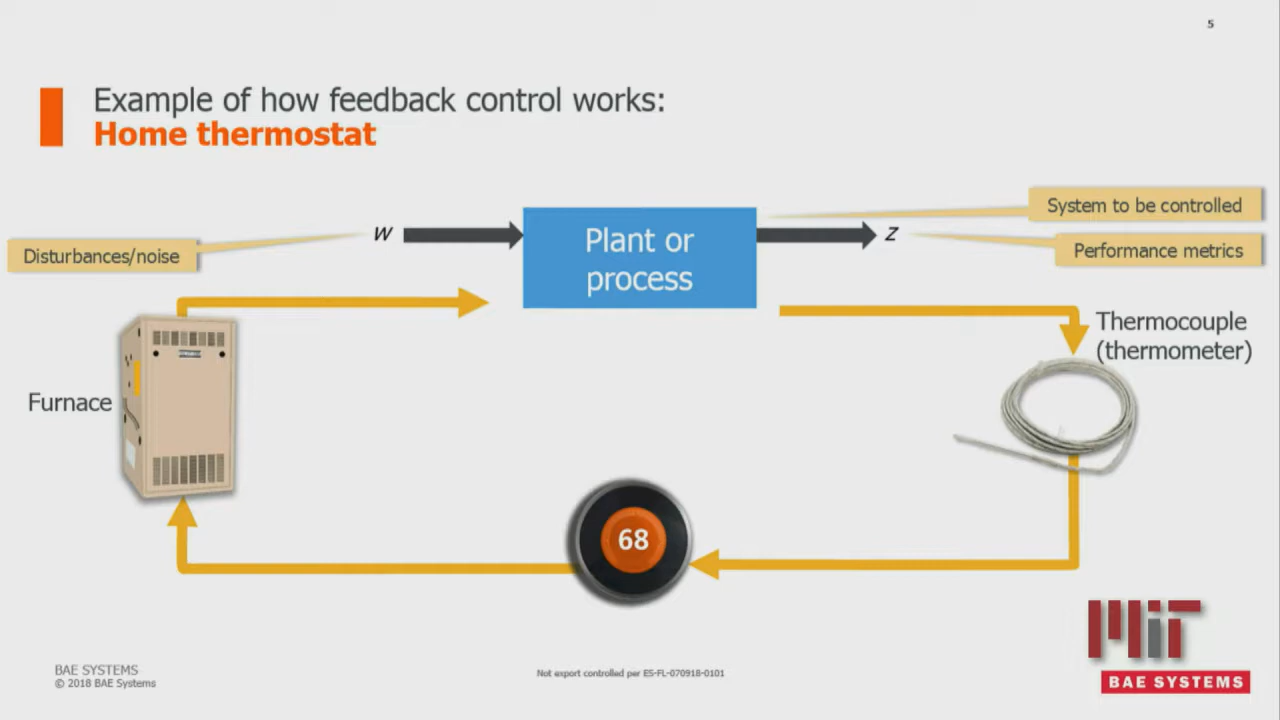 5
Example of how feedback control works:
Home thermostat
System to be controlled
w
Plant or
process
z
Disturbances/noise
Performance metrics
Thermocouple
(thermometer)
Furnace
68
MIT
BAE SYSTEMS
BAE SYSTEMS
© 2018 BAE Systems
Not export controlled per ES-FL-070918-0101